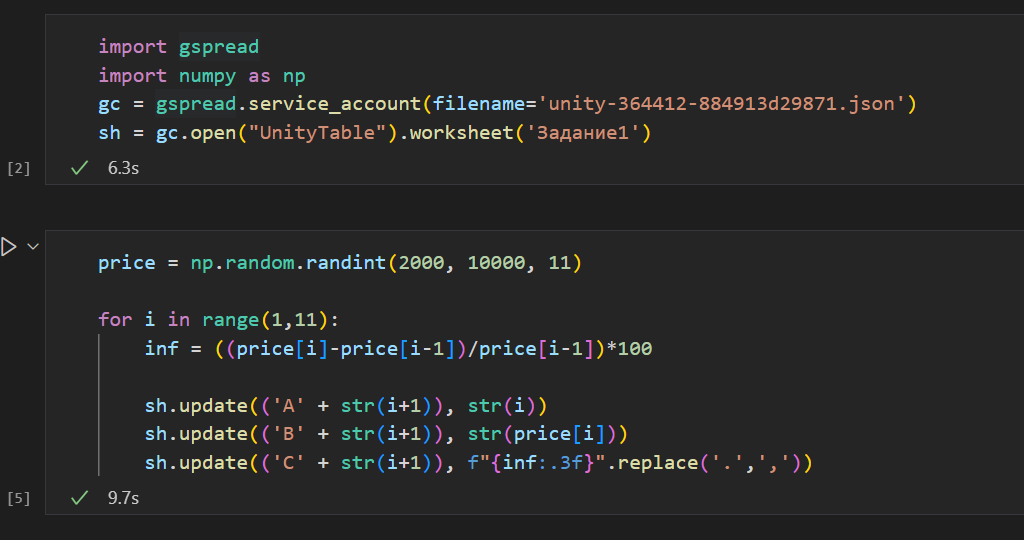 import gspread
import numpy as np
gc = gspread.service_account(filename='unity-364412-884913d29871.json')
sh = gc.open("UnityTable").worksheet('Задание1')
[2]
6.3s
price = np.random.randint(2000, 10000, 11)
for i in range(1,11):
inf = ((price[i]-price[i-1])/price[i-1])*100
sh.update(('A' + str(i+1)), str(i))
sh.update(('B' + str(i+1)), str(price[i]))
sh.update(('C' + str(i+1)), f"{inf:.3f}".replace('.',','))
[5]
9.7s